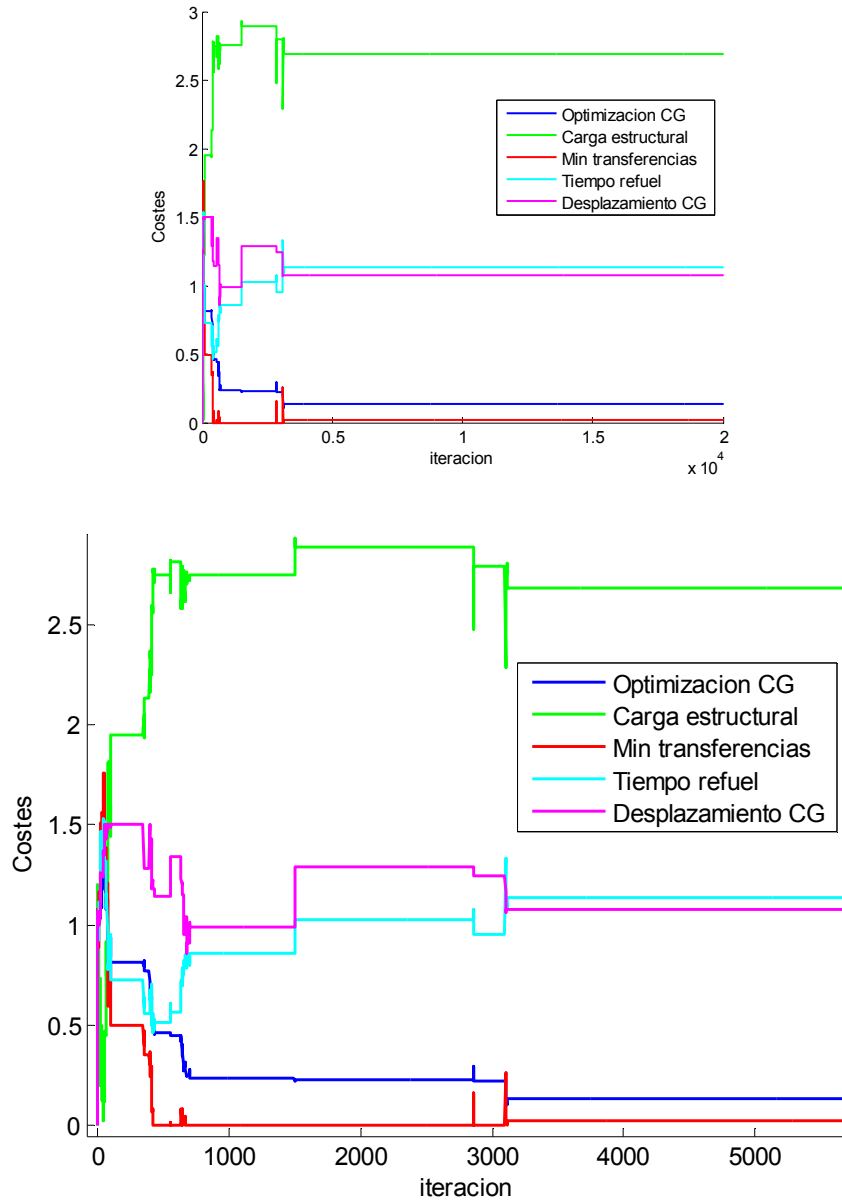 3
2.5
2
1.5
1
0.5
0
Costes
Optimizacion CG
Carga estructural
Min transferencias
Tiempo refuel
Desplazamiento CG
0 0.5 1 1.5 2
iteracion
x 10^4
2.5
2
1.5
1
0.5
0
Costes
Optimizacion CG
Carga estructural
Min transferencias
Tiempo refuel
Desplazamiento CG
0 1000 2000 3000 4000 5000
iteracion